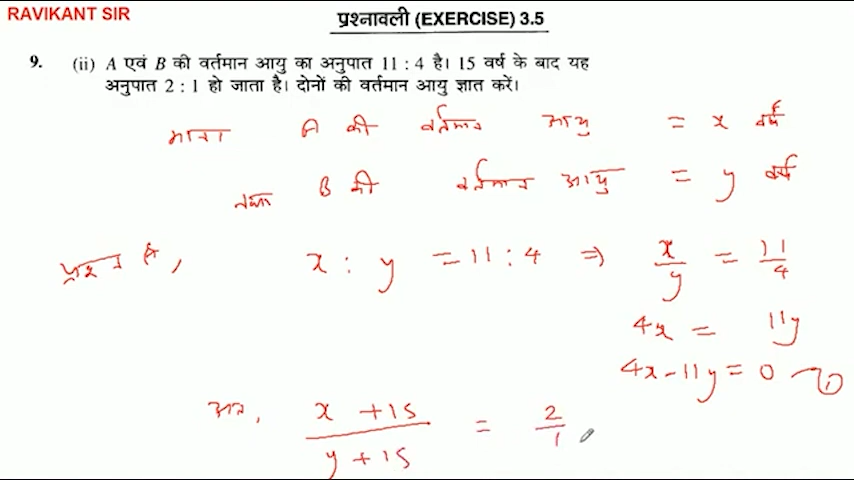 RAVIKANT SIR
प्रश्नावली (EXERCISE) 3.5
9. (ii) A एवं B की वर्तमान आयु का अनुपात 11 : 4 है। 15 वर्ष के बाद यह
अनुपात 2 : 1 हो जाता है। दोनों की वर्तमान आयु ज्ञात करें।
माना A की वर्तमान आयु = x वर्ष
तथा B की वर्तमान आयु = y वर्ष
प्रश्न से, x : y = 11 : 4 ⇒ x/y = 11/4
4x = 11y
4x - 11y = 0 ①
x + 15 / y + 15 = 2/1